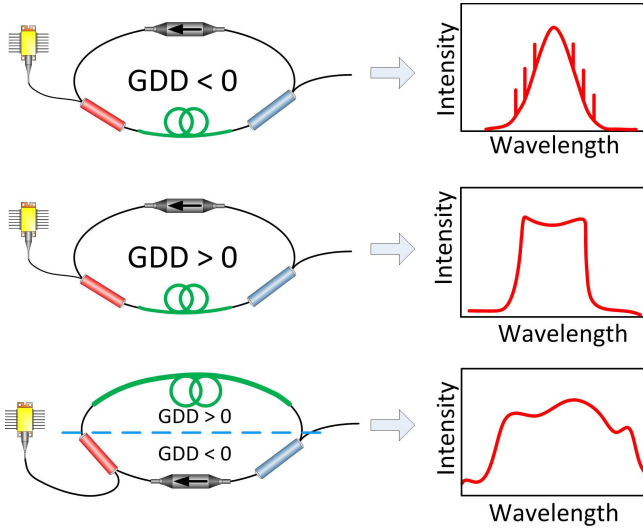 GDD < 0
Intensity
Wavelength
GDD > 0
Intensity
Wavelength
GDD > 0
GDD < 0
Intensity
Wavelength